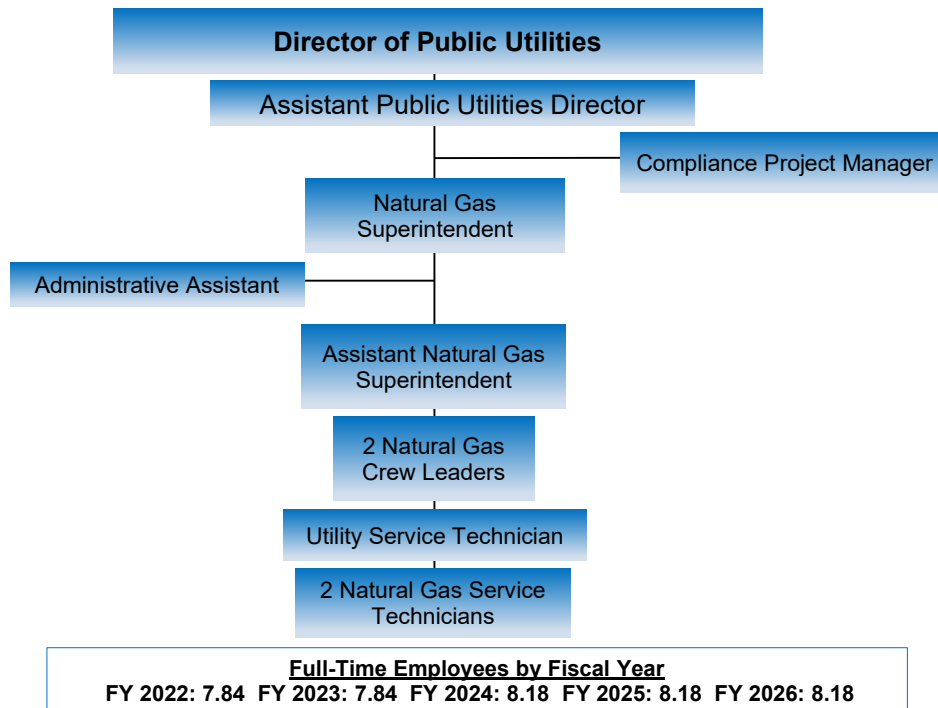 Director of Public Utilities
Assistant Public Utilities Director
Compliance Project Manager
Natural Gas
Superintendent
Administrative Assistant
Assistant Natural Gas
Superintendent
2 Natural Gas
Crew Leaders
Utility Service Technician
2 Natural Gas Service
Technicians
Full-Time Employees by Fiscal Year
FY 2022: 7.84 FY 2023: 7.84 FY 2024: 8.18 FY 2025: 8.18 FY 2026: 8.18